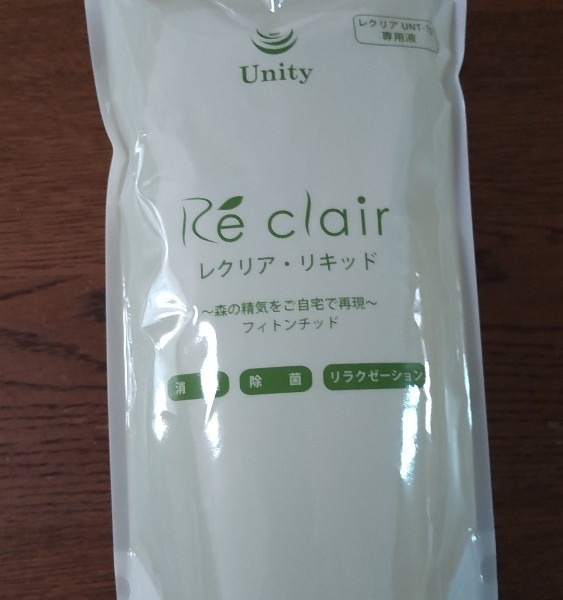 レクリア UNT-
専用液
Unity
Ré clair
レクリア・リキッド
～森の精気をご自宅で再現～
フィトンチッド
消
除 菌
リラクゼーション